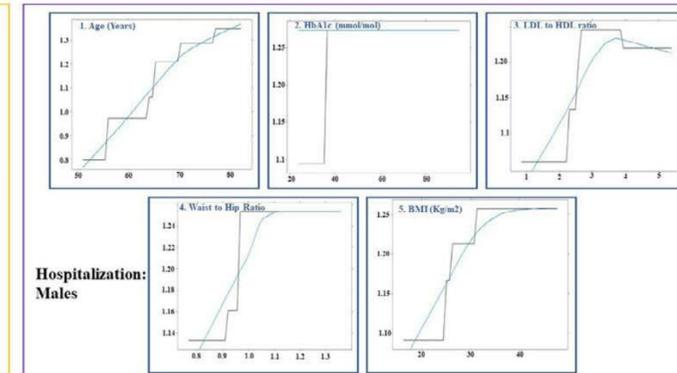 1. Age (Years)
1.3
1.2
1.1
1.0
0.9
0.8
50 60 70 80
2. HbA1c (mmol/mol)
1.25
1.20
1.15
1.1
20 40 60 80
3. LDL to HDL ratio
1.20
1.15
1.1
1 2 3 4 5
Hospitalization:
Males
4. Waist to Hip Ratio
1.24
1.20
1.18
1.16
1.14
0.8 0.9 1.0 1.1 1.2 1.3
5. BMI (Kg/m2)
1.25
1.20
1.15
1.10
20 30 40